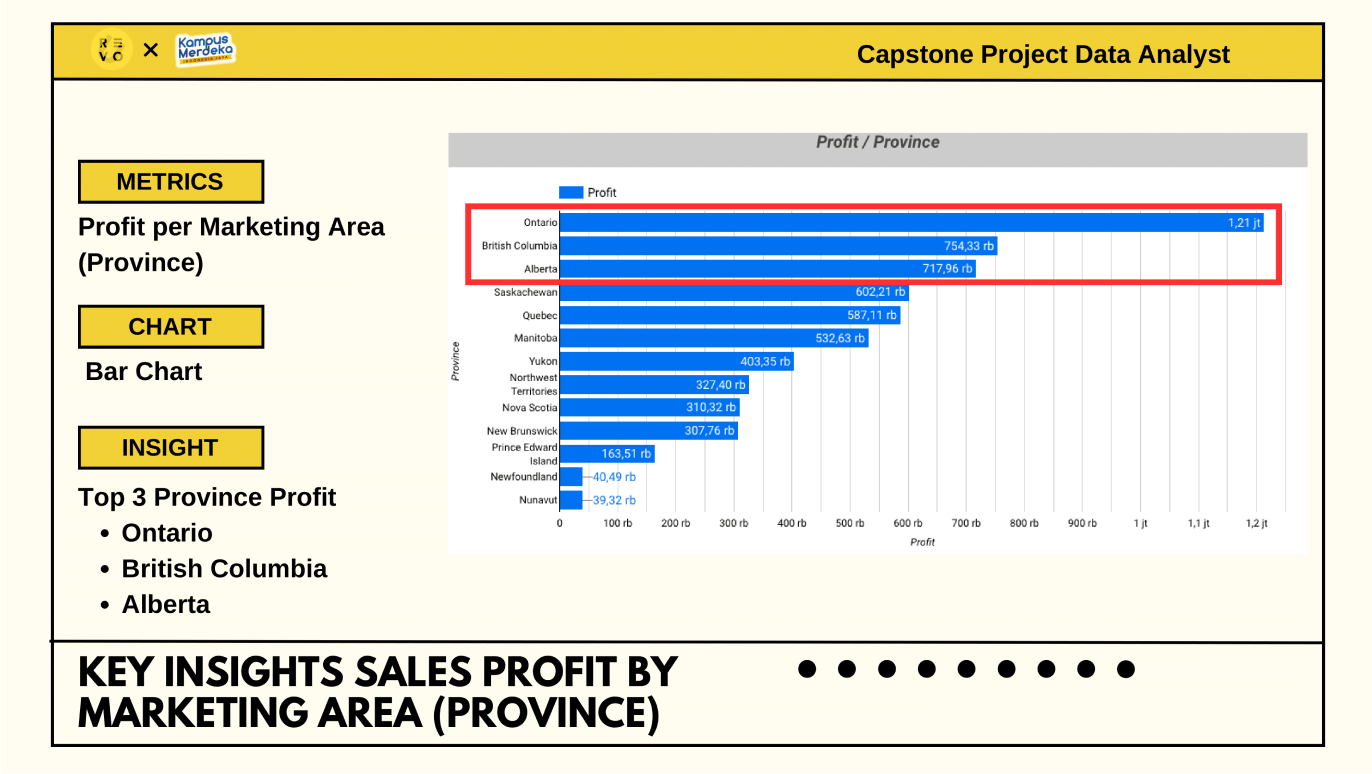 R E
V O
×
Kampus
Merdeka
INDONESIA JAYA
Capstone Project Data Analyst
METRICS
Profit per Marketing Area
(Province)
CHART
Bar Chart
INSIGHT
Top 3 Province Profit
• Ontario
• British Columbia
• Alberta
Profit / Province
Profit
Province
Ontario 1,21 jt
British Columbia 754,33 rb
Alberta 717,96 rb
Saskachewan 602,21 rb
Quebec 587,11 rb
Manitoba 532,63 rb
Yukon 403,35 rb
Northwest
Territories 327,40 rb
Nova Scotia 310,32 rb
New Brunswick 307,76 rb
Prince Edward
Island 163,51 rb
Newfoundland 40,49 rb
Nunavut 39,32 rb
0 100 rb 200 rb 300 rb 400 rb 500 rb 600 rb 700 rb 800 rb 900 rb 1 jt 1,1 jt 1,2 jt
Profit
KEY INSIGHTS SALES PROFIT BY
MARKETING AREA (PROVINCE)